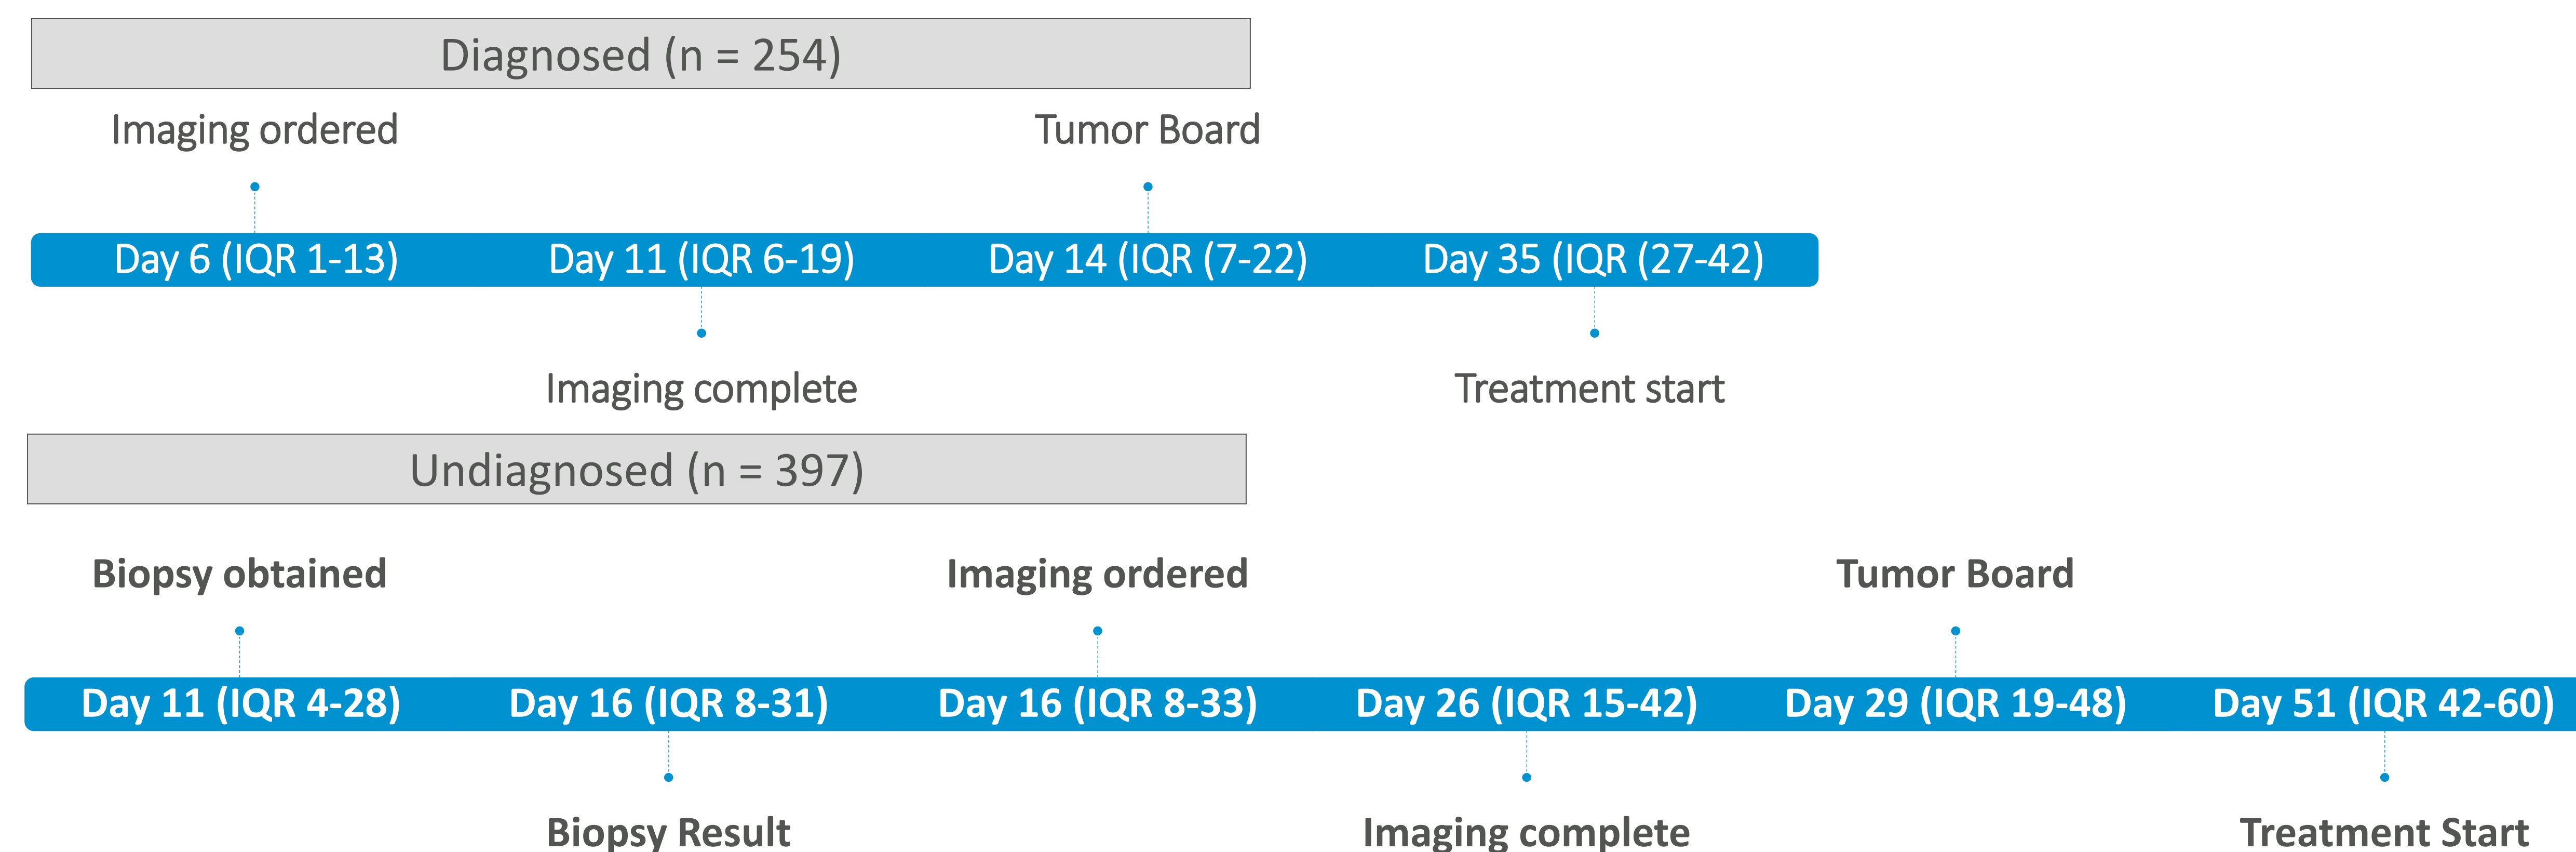 Diagnosed (n = 254)
Imaging ordered
Tumor Board
Day 6 (IQR 1-13)
Day 11 (IQR 6-19)
Day 14 (IQR (7-22)
Day 35 (IQR (27-42)
Imaging complete
Treatment start
Undiagnosed (n = 397)
Biopsy obtained
Imaging ordered
Tumor Board
Day 11 (IQR 4-28)
Day 16 (IQR 8-31)
Day 16 (IQR 8-33)
Day 26 (IQR 15-42)
Day 29 (IQR 19-48)
Day 51 (IQR 42-60)
Biopsy Result
Imaging complete
Treatment Start